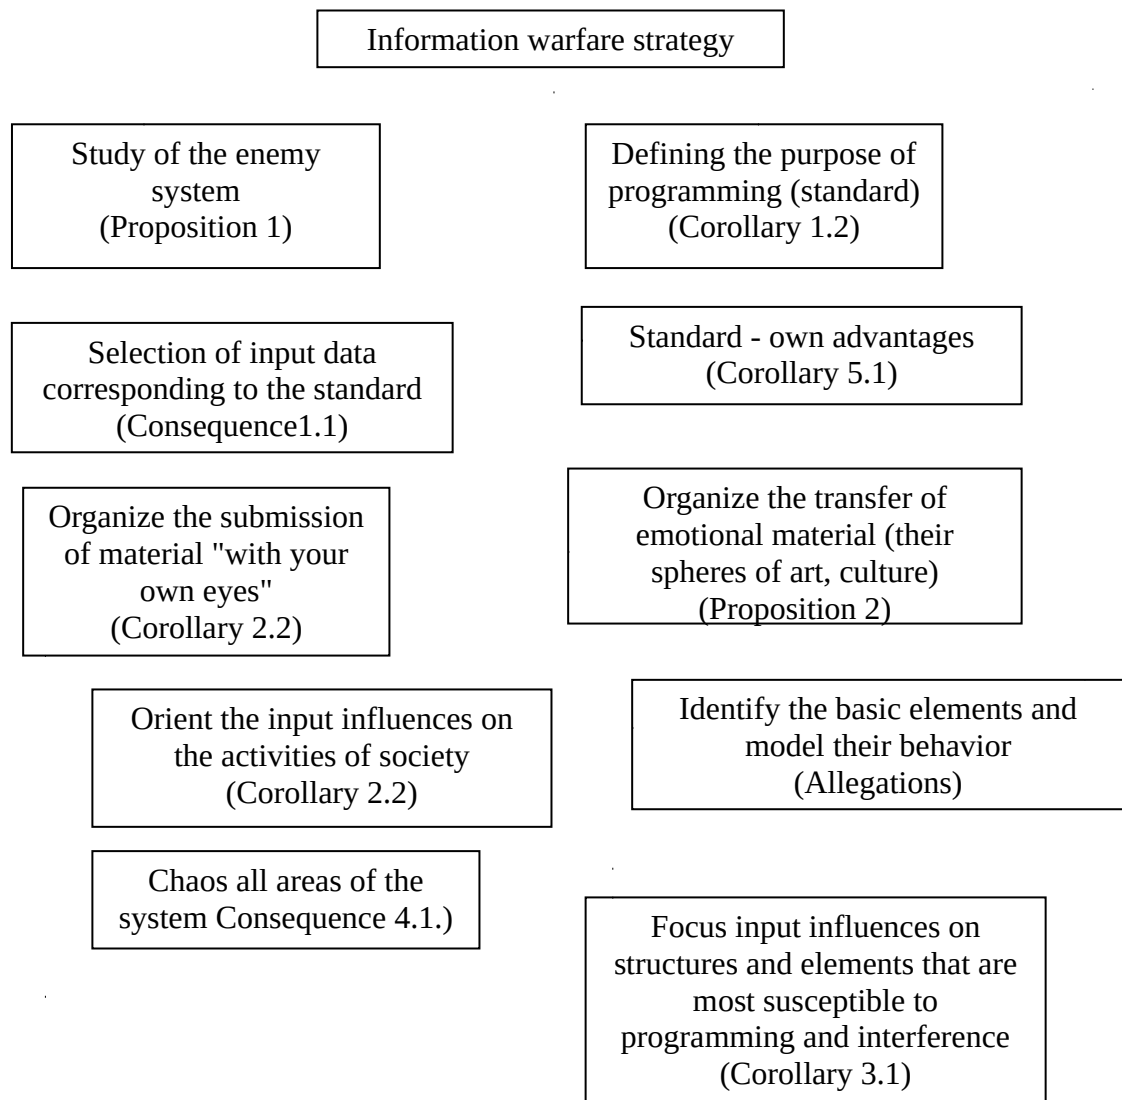 Information warfare strategy
Study of the enemy
system
(Proposition 1)
Defining the purpose of
programming (standard)
(Corollary 1.2)
Selection of input data
corresponding to the standard
(Consequence1.1)
Standard - own advantages
(Corollary 5.1)
Organize the submission
of material "with your
own eyes"
(Corollary 2.2)
Organize the transfer of
emotional material (their
spheres of art, culture)
(Proposition 2)
Orient the input influences on
the activities of society
(Corollary 2.2)
Identify the basic elements and
model their behavior
(Allegations)
Chaos all areas of the
system Consequence 4.1.)
Focus input influences on
structures and elements that are
most susceptible to
programming and interference
(Corollary 3.1)